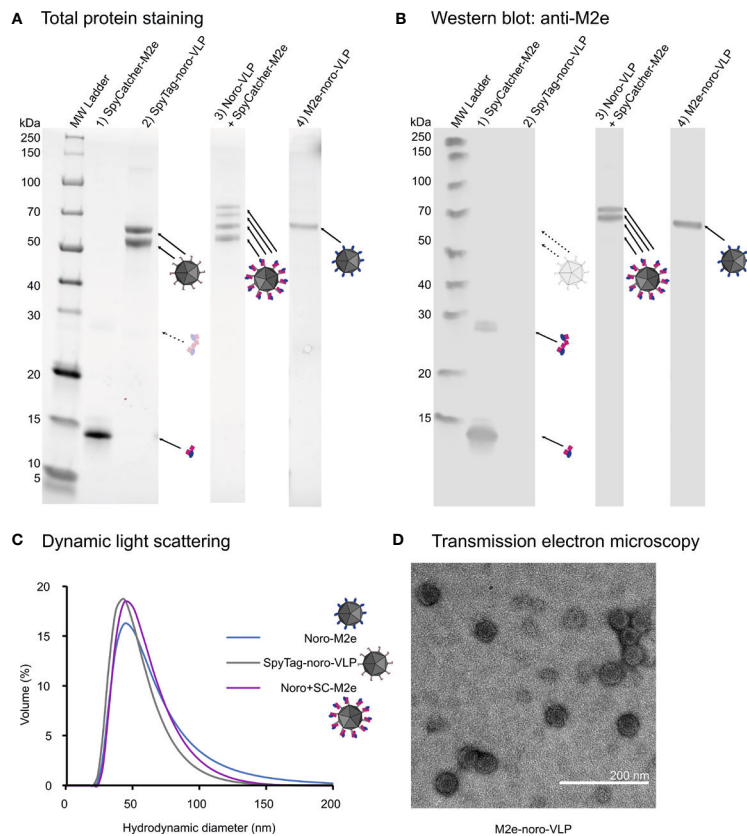 A Total protein staining
MW Ladder
1) SpyCatcher-M2e
2) SpyTag-noro-VLP
3) Noro-VLP
+ SpyCatcher-M2e
4) M2e-noro-VLP
kDa
250
150
100
70
50
40
30
20
15
10
5
B Western blot: anti-M2e
MW Ladder
1) SpyCatcher-M2e
2) SpyTag-noro-VLP
3) Noro-VLP
+ SpyCatcher-M2e
4) M2e-noro-VLP
kDa
250
150
100
70
50
40
30
20
15
C Dynamic light scattering
20
15
10
5
0
Volume (%)
Noro-M2e
SpyTag-noro-VLP
Noro+SC-M2e
0 50 100 150 200
Hydrodynamic diameter (nm)
D Transmission electron microscopy
200 nm
M2e-noro-VLP